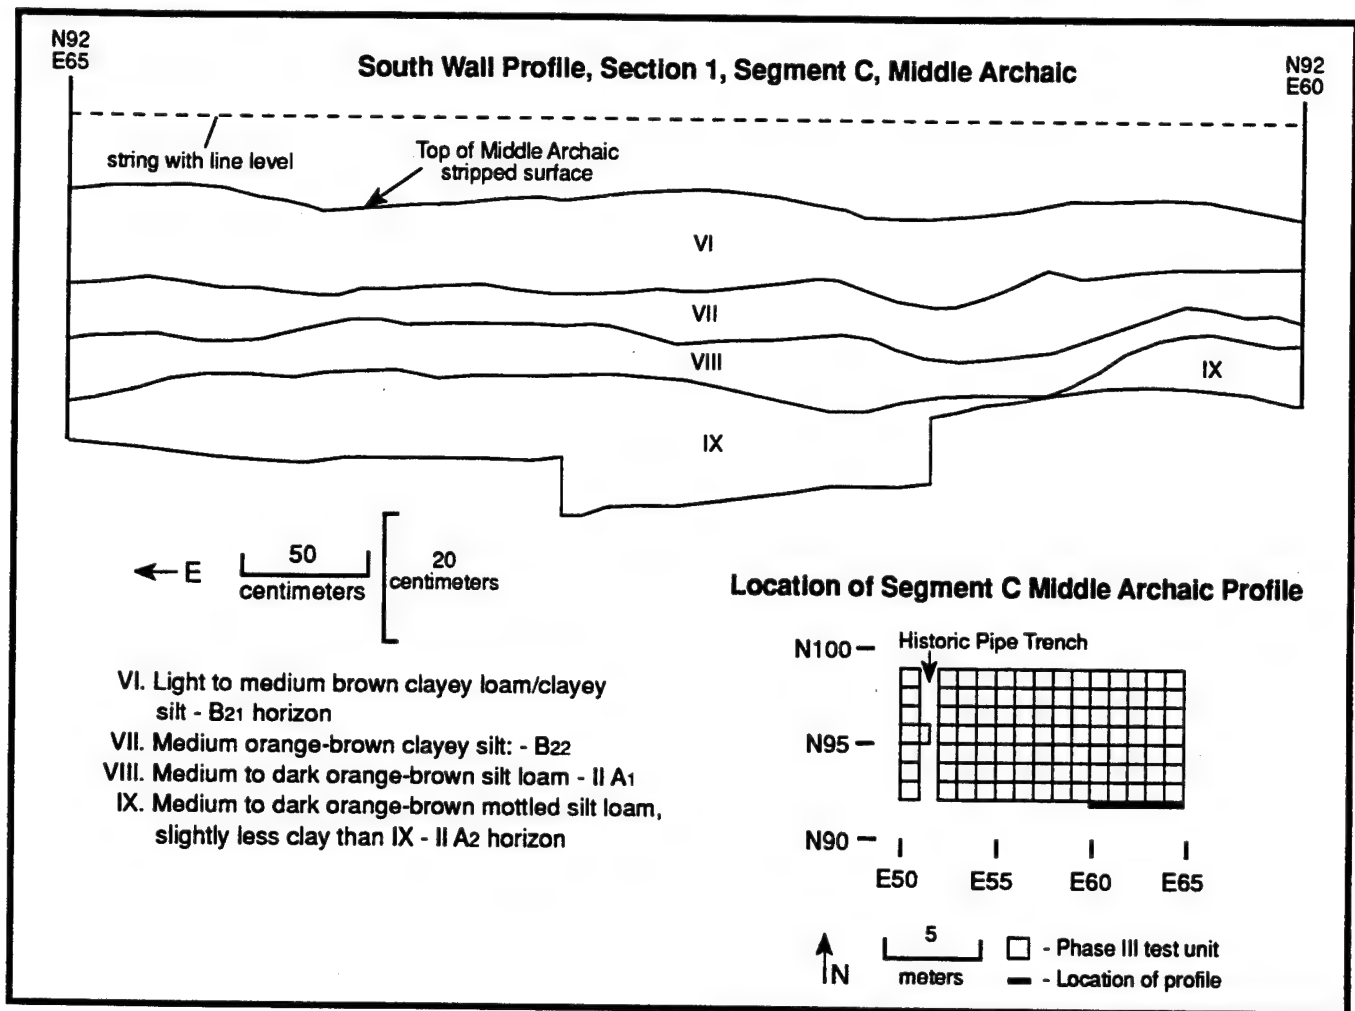 N92
E65
South Wall Profile, Section 1, Segment C, Middle Archaic
N92
E60
string with line level
Top of Middle Archaic
stripped surface
VI
VII
VIII
IX
IX
E
50
centimeters
20
centimeters
VI. Light to medium brown clayey loam/clayey
silt - B21 horizon
VII. Medium orange-brown clayey silt: - B22
VIII. Medium to dark orange-brown silt loam - II A1
IX. Medium to dark orange-brown mottled silt loam,
slightly less clay than IX - II A2 horizon
Location of Segment C Middle Archaic Profile
Historic Pipe Trench
N100
N95
N90
E50 E55 E60 E65
N
5
meters
- Phase III test unit
- Location of profile